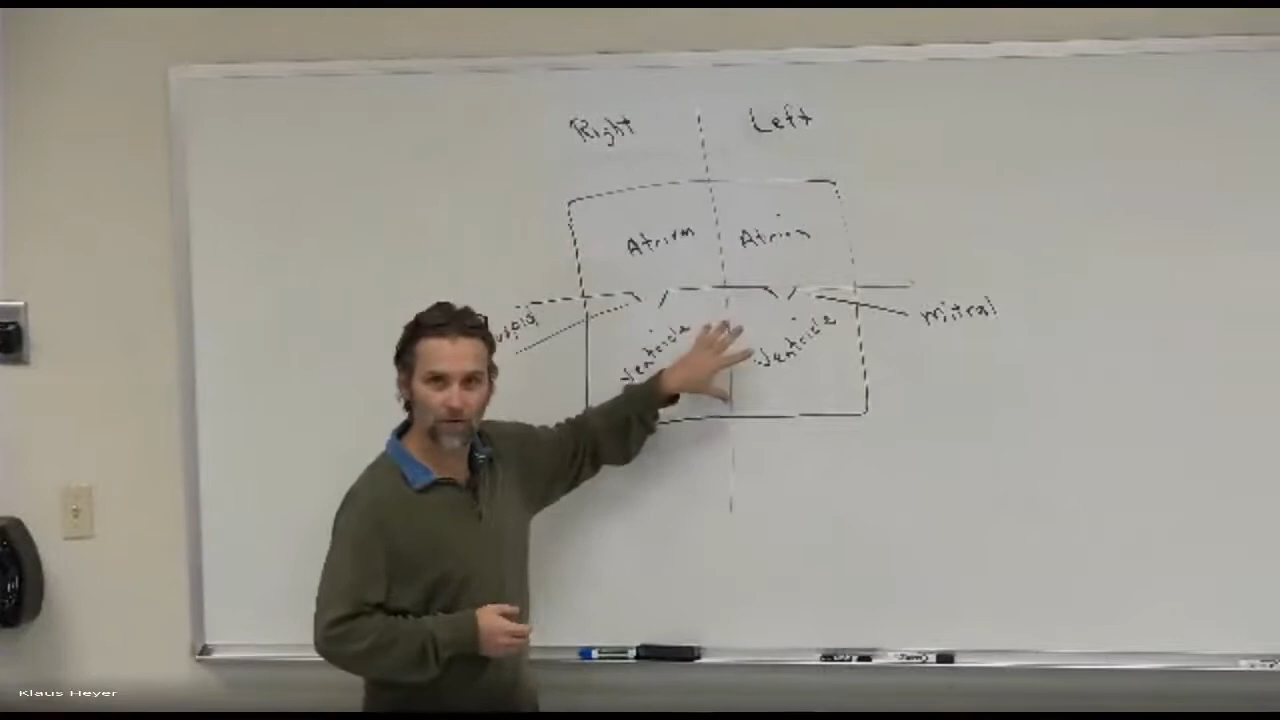 Right
Left
Atrium
Atrium
uspid
Mitral
Ventricle
Ventricle
Klaus Heyer